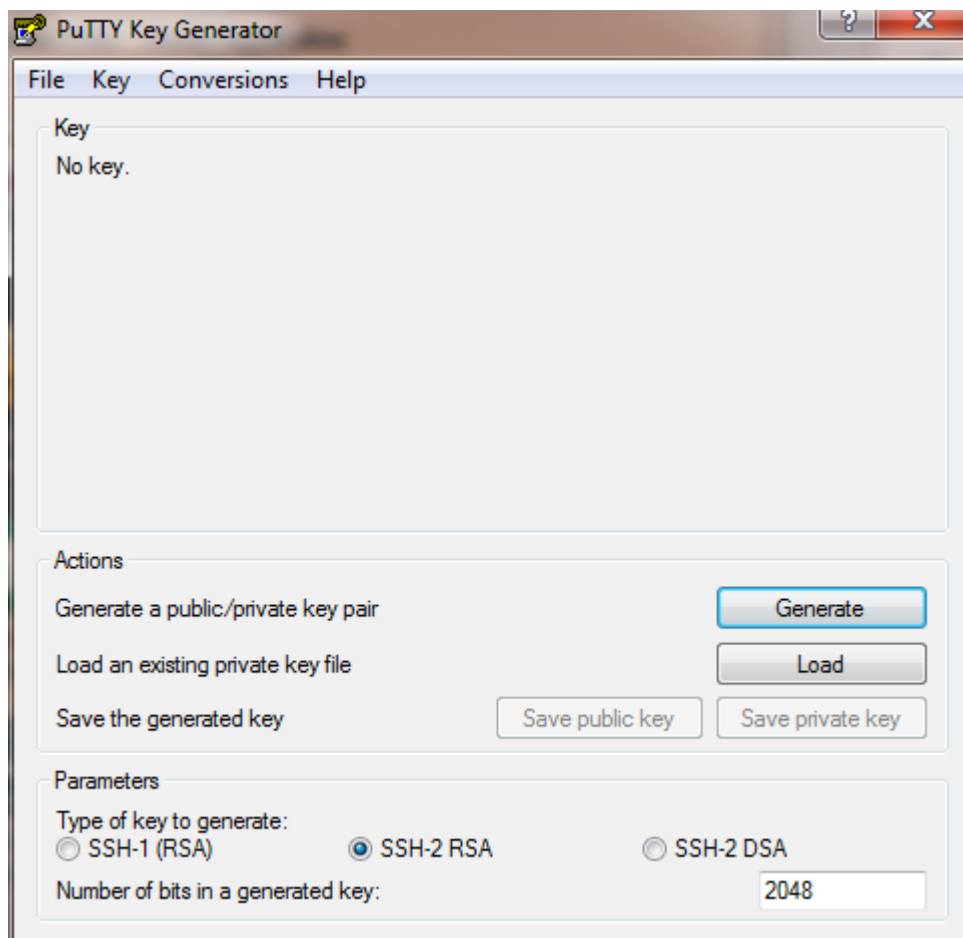 PuTTY Key Generator
File Key Conversions Help
Key
No key.
Actions
Generate a public/private key pair Generate
Load an existing private key file Load
Save the generated key Save public key Save private key
Parameters
Type of key to generate:
SSH-1 (RSA) SSH-2 RSA SSH-2 DSA
Number of bits in a generated key: 2048